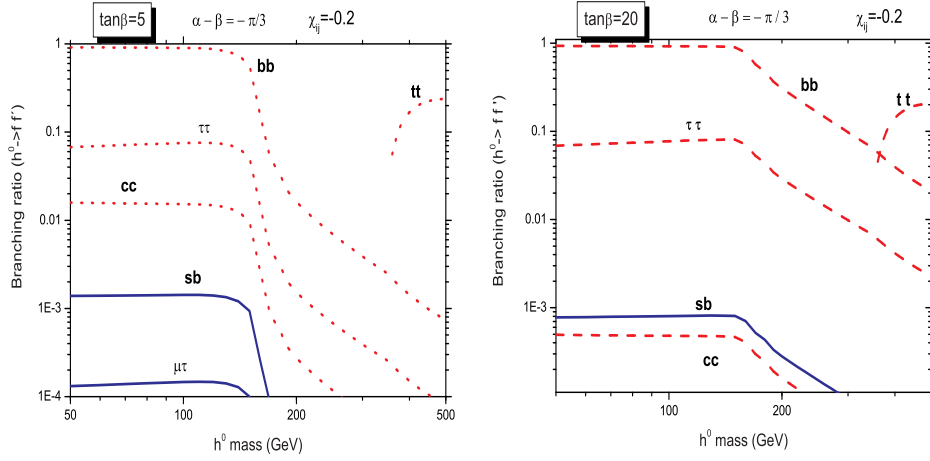 tanβ=5
α – β = – π/3
χij=-0.2
Branching ratio (h⁰->f f´)
1
0.1
0.01
1E-3
1E-4
bb
tt
ττ
cc
sb
μτ
50
100
200
500
h⁰ mass (GeV)
tanβ=20
α – β = – π / 3
χij=-0.2
Branching ratio (h⁰-> f f ')
1
0.1
0.01
1E-3
bb
t t
τ τ
sb
cc
100
200
h⁰ mass (GeV)